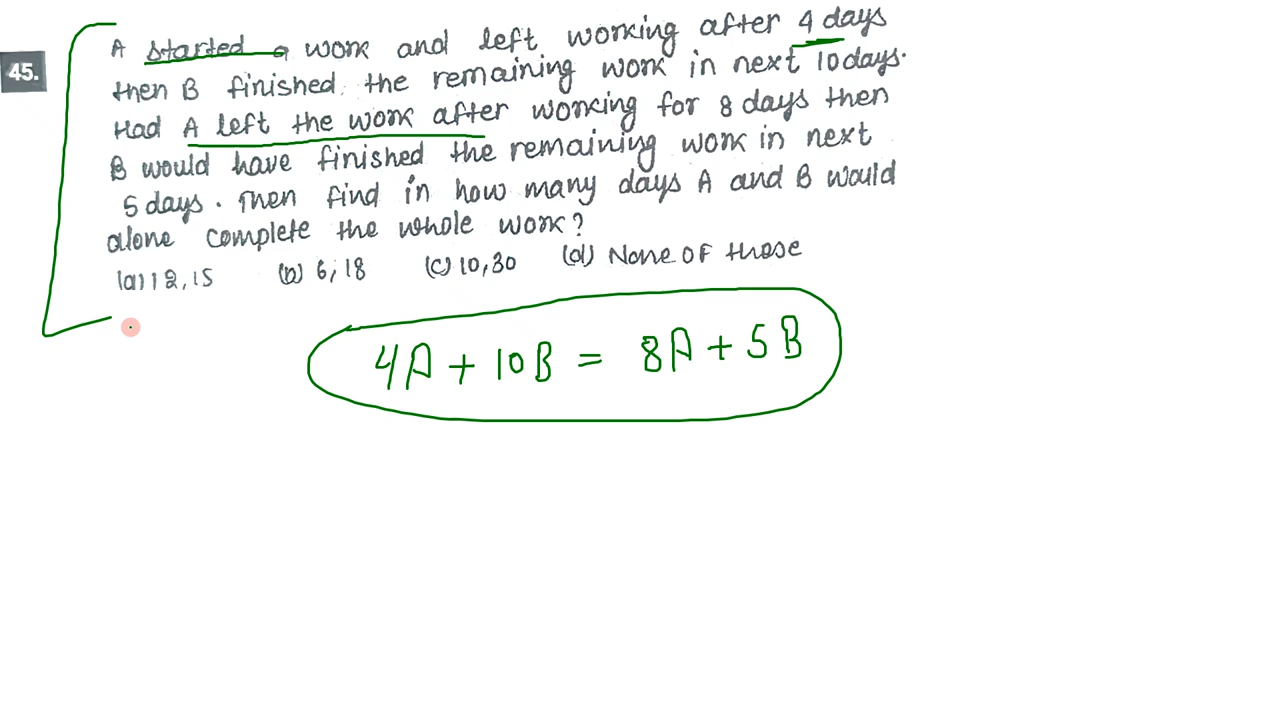 45.
A started a work and left working after 4 days
then B finished the remaining work in next 10 days.
Had A left the work after working for 8 days then
B would have finished the remaining work in next
5 days. Then find in how many days A and B would
alone complete the whole work?
(a) 12, 15 (b) 6, 18 (c) 10, 30 (d) None of these
4A + 10B = 8A + 5B